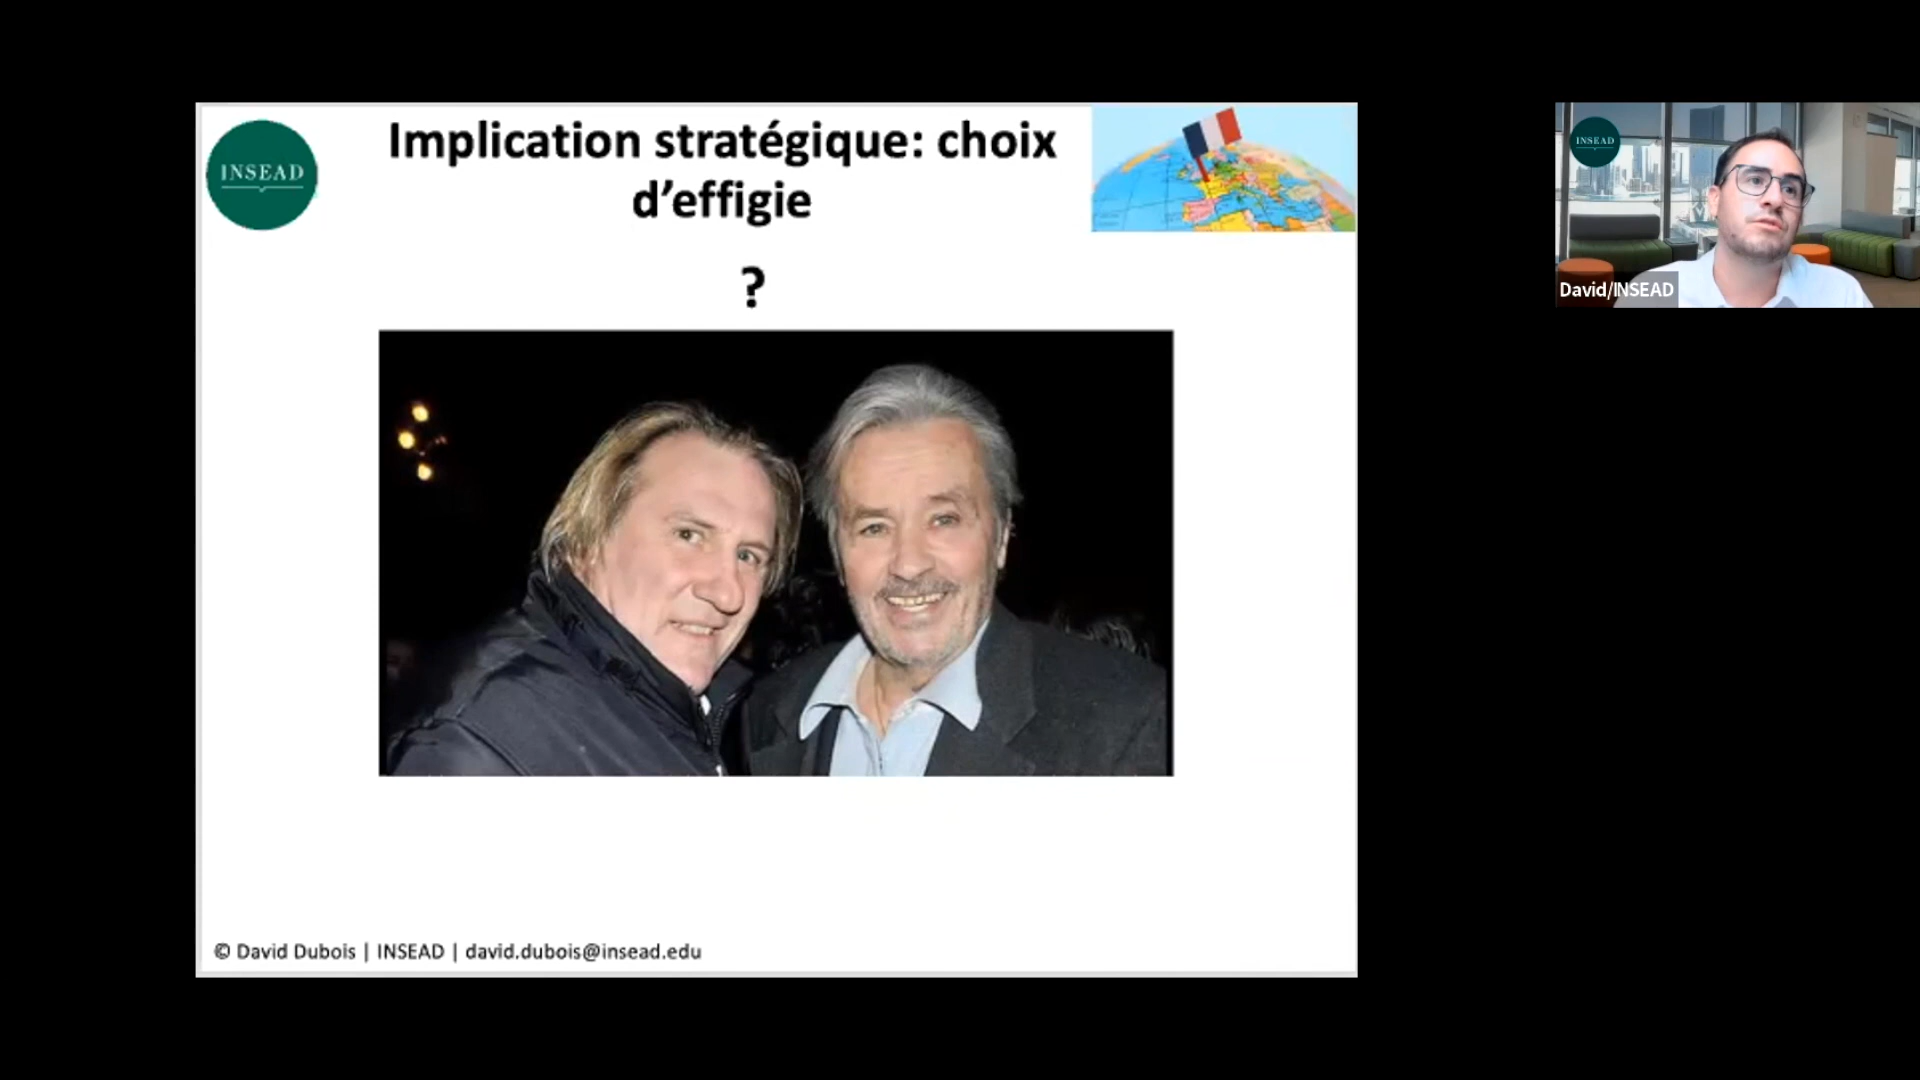 INSEAD
Implication stratégique: choix
d'effigie
?
© David Dubois | INSEAD | david.dubois@insead.edu
INSEAD
David/INSEAD